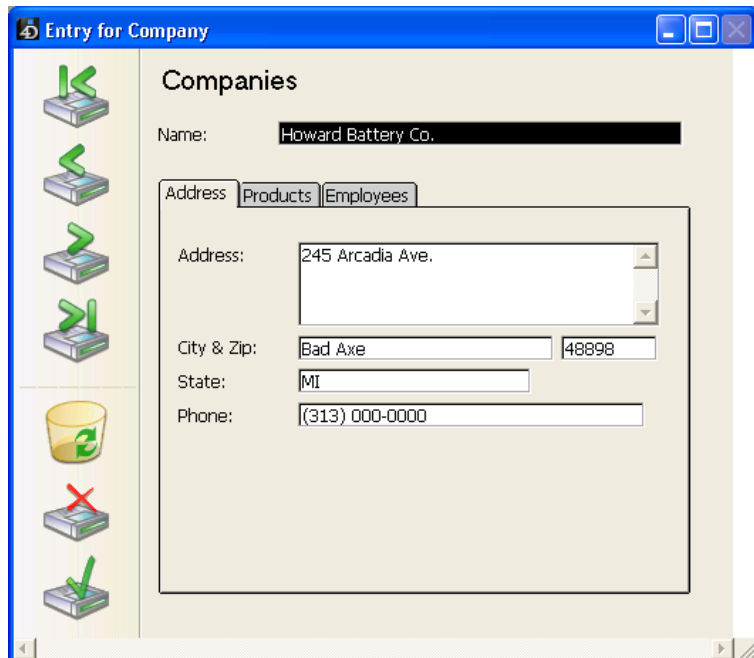 4D Entry for Company
Companies
Name: Howard Battery Co.
Address Products Employees
Address: 245 Arcadia Ave.
City & Zip: Bad Axe 48898
State: MI
Phone: (313) 000-0000